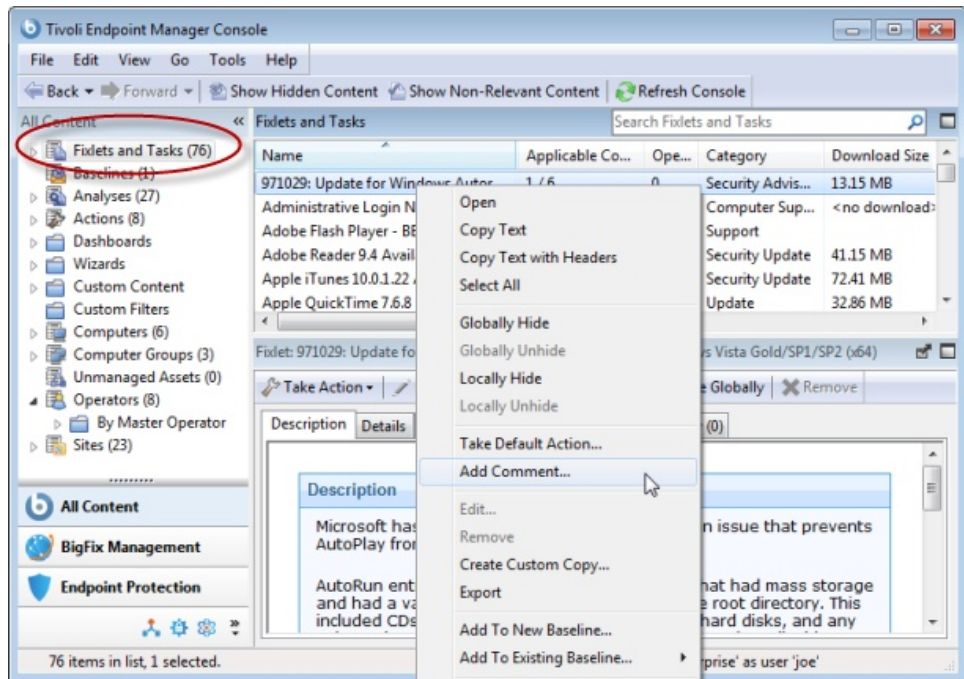 Tivoli Endpoint Manager Console
File Edit View Go Tools Help
Back Forward Show Hidden Content Show Non-Relevant Content Refresh Console
All Content « Fixlets and Tasks Search Fixlets and Tasks
Fixlets and Tasks (76)
Baselines (1)
Analyses (27)
Actions (8)
Dashboards
Wizards
Custom Content
Custom Filters
Computers (6)
Computer Groups (3)
Unmanaged Assets (0)
Operators (8)
By Master Operator
Sites (23)
All Content
BigFix Management
Endpoint Protection
Name Applicable Co... Ope... Category Download Size
971029: Update for Windows Autor 1 / 6 0 Security Advis... 13.15 MB
Administrative Login N Computer Sup... <no download>
Adobe Flash Player - BE Support
Adobe Reader 9.4 Avail Security Update 41.15 MB
Apple iTunes 10.0.1.22 Security Update 72.41 MB
Apple QuickTime 7.6.8 Update 32.86 MB
Fixlet: 971029: Update fo vs Vista Gold/SP1/SP2 (x64)
Take Action Globally Remove
Description Details (0)
Description
Microsoft has n issue that prevents
AutoPlay fror
AutoRun ent hat had mass storage
and had a va e root directory. This
included CDs hard disks, and any
Open
Copy Text
Copy Text with Headers
Select All
Globally Hide
Globally Unhide
Locally Hide
Locally Unhide
Take Default Action...
Add Comment...
Edit...
Remove
Create Custom Copy...
Export
Add To New Baseline...
Add To Existing Baseline...
76 items in list, 1 selected. prise' as user 'joe'